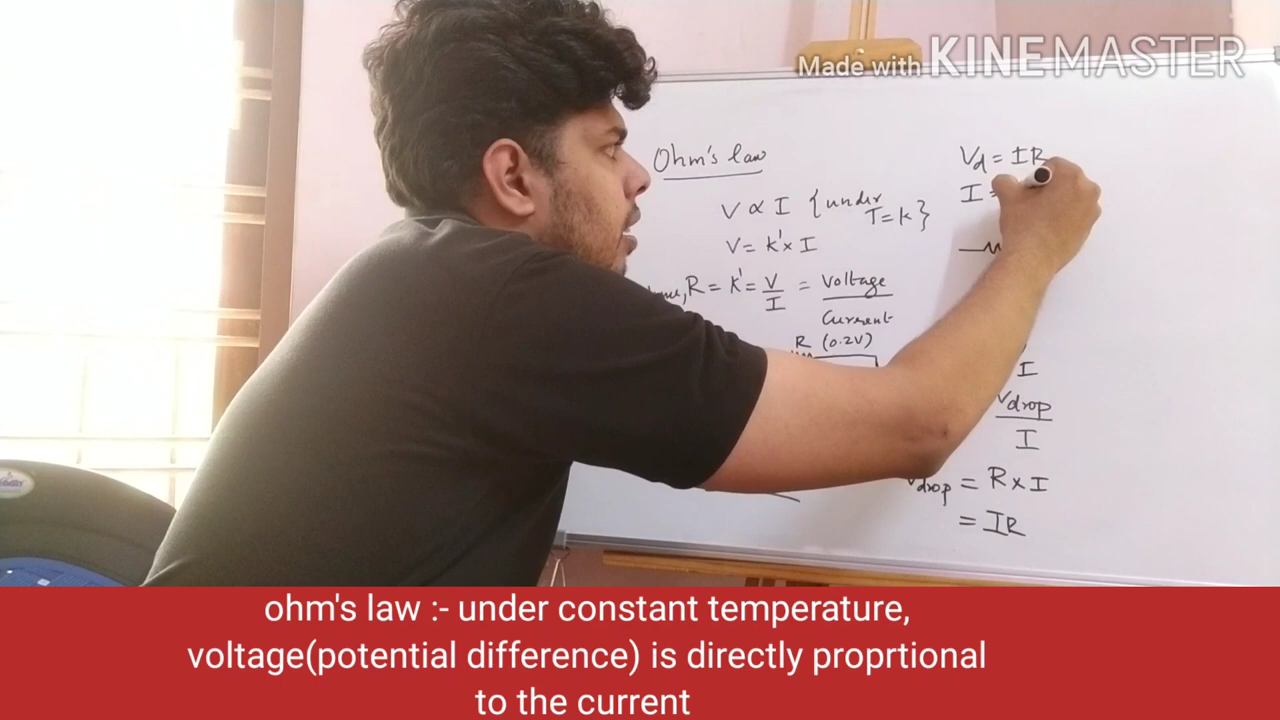 Made with KINEMASTER
Ohm's law
V ∝ I {under
T=k}
V = k'x I
R = k' = V/I = Voltage/Current
R (0.2V)
Vd = IR
I =
I
Vdrop/I
Vdrop = R x I
= IR
ohm's law :- under constant temperature,
voltage(potential difference) is directly proprtional
to the current